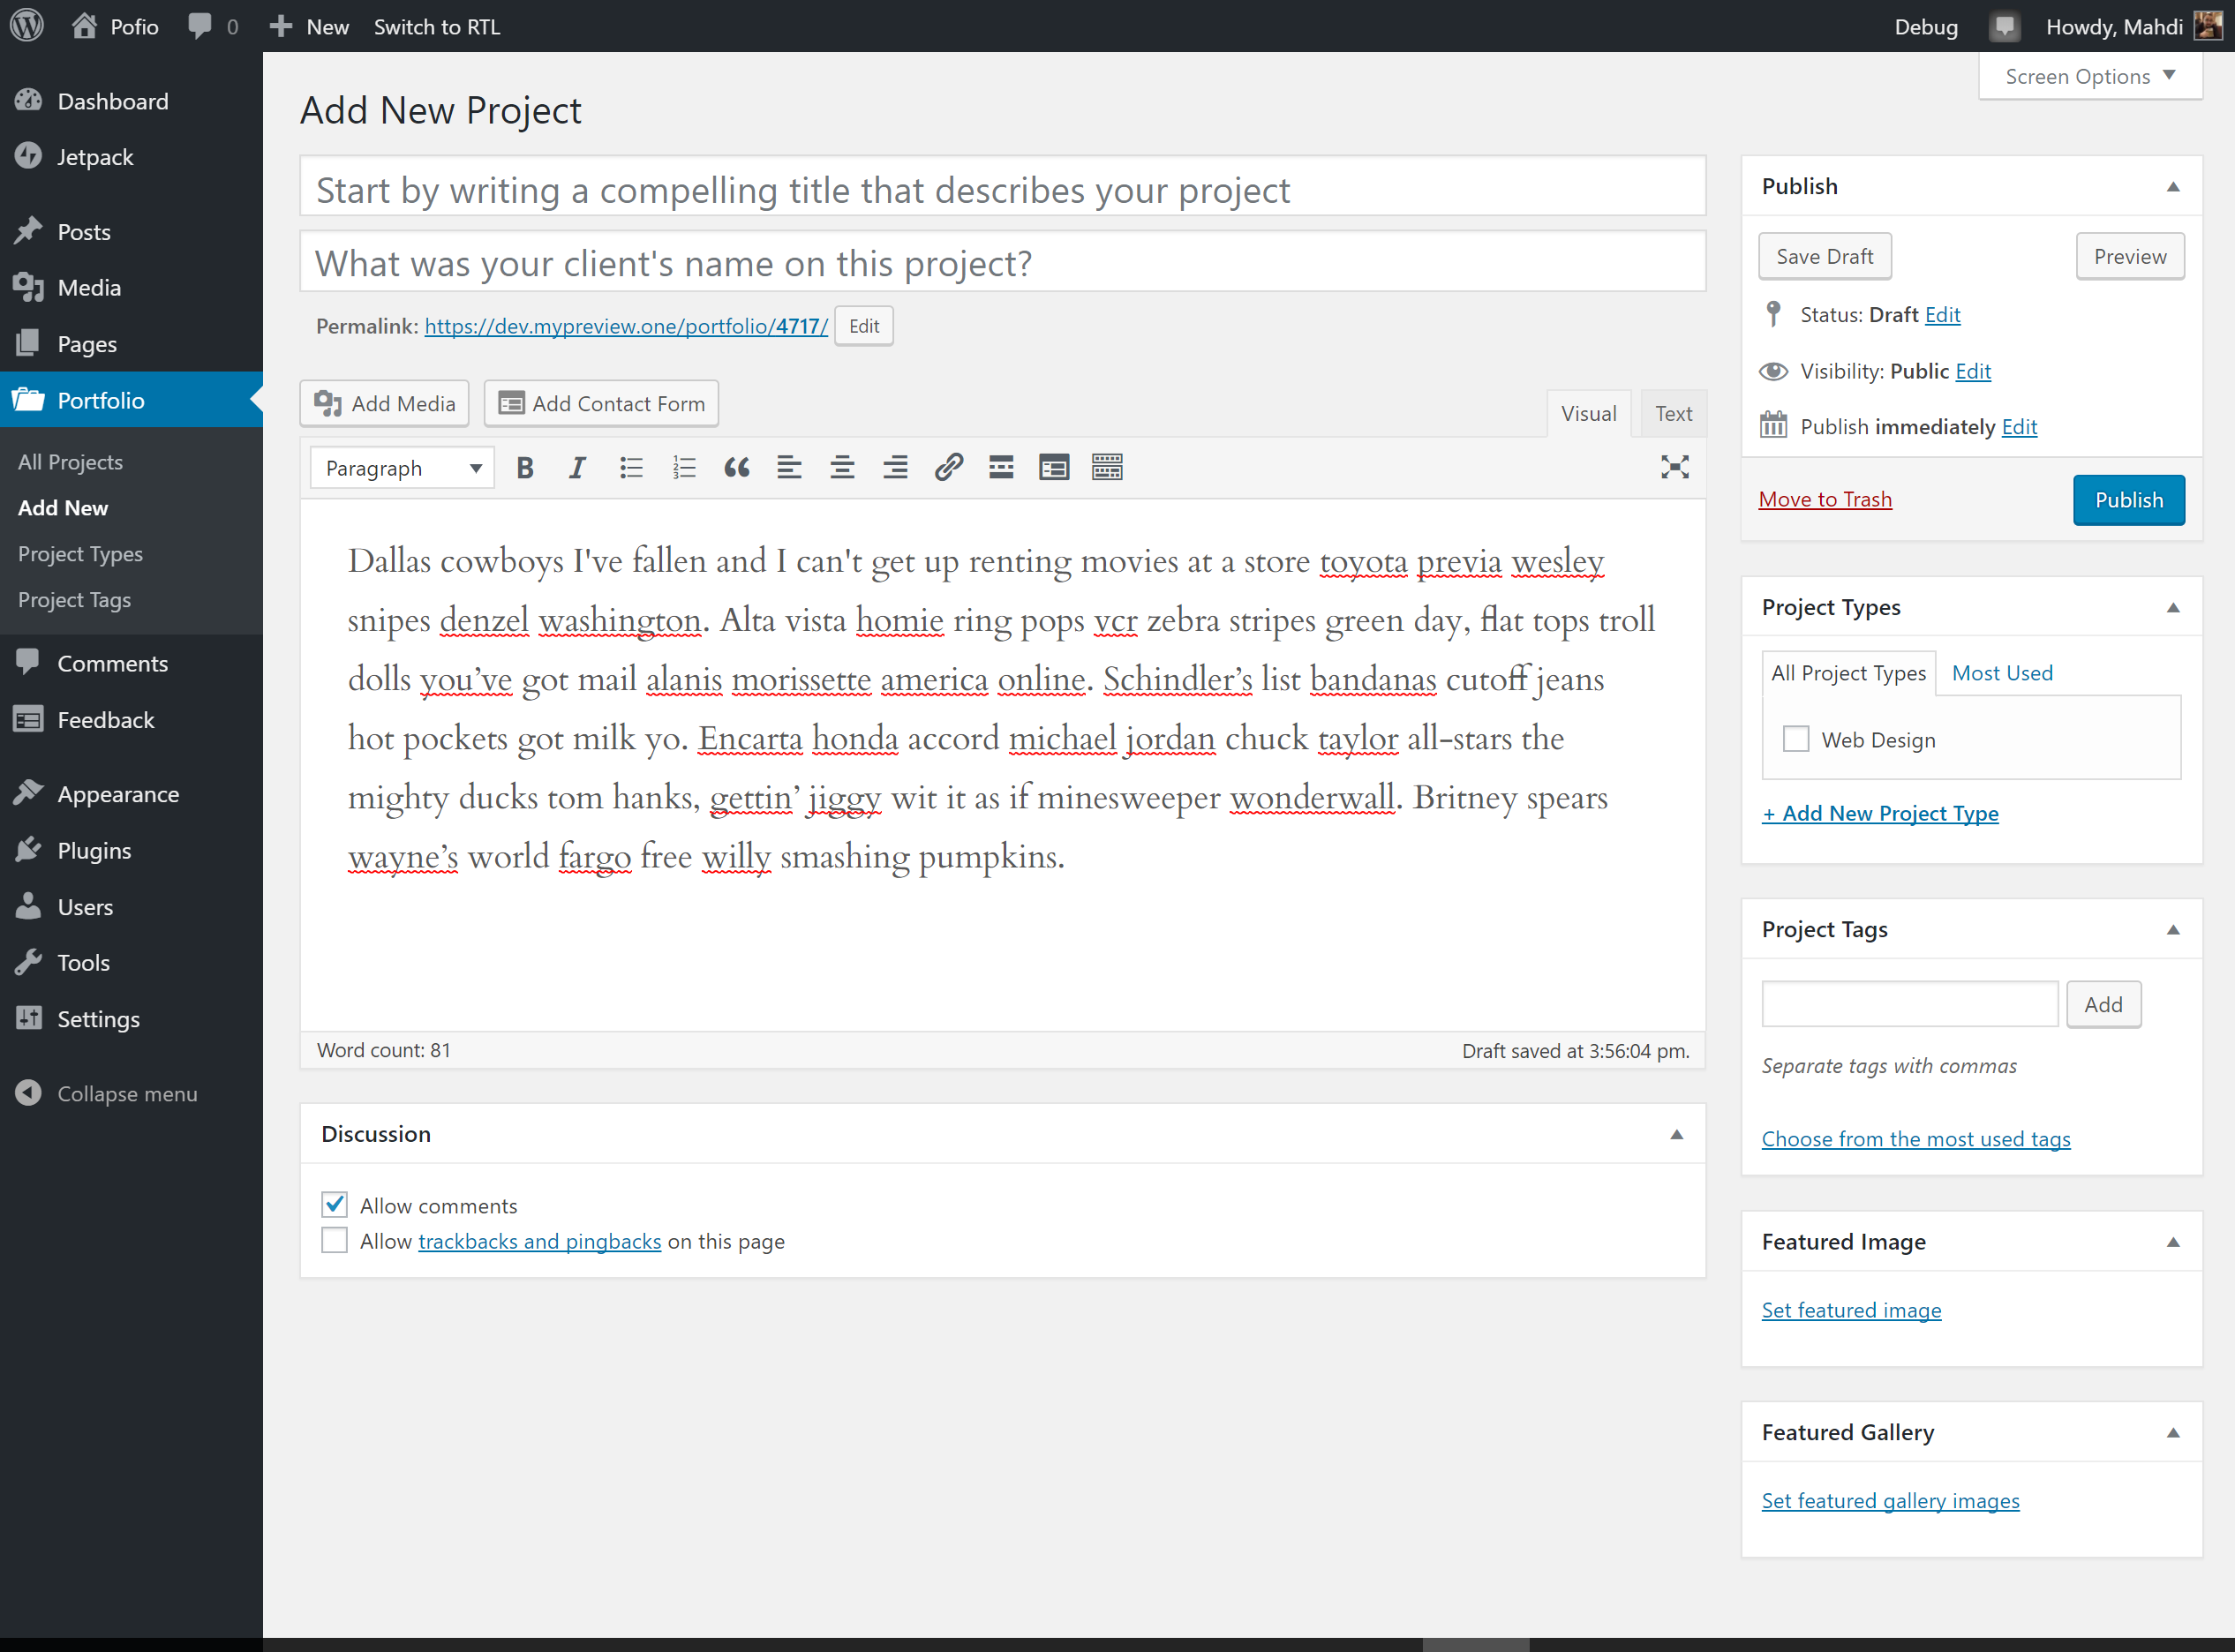 Pofio 0 New Switch to RTL Debug Howdy, Mahdi
Screen Options
Dashboard
Jetpack
Posts
Media
Pages
Portfolio
All Projects
Add New
Project Types
Project Tags
Comments
Feedback
Appearance
Plugins
Users
Tools
Settings
Collapse menu
Add New Project
Start by writing a compelling title that describes your project
What was your client's name on this project?
Permalink: https://dev.mypreview.one/portfolio/4717/ Edit
Add Media Add Contact Form Visual Text
Paragraph
Dallas cowboys I've fallen and I can't get up renting movies at a store toyota previa wesley
snipes denzel washington. Alta vista homie ring pops vcr zebra stripes green day, flat tops troll
dolls you’ve got mail alanis morissette america online. Schindler’s list bandanas cutoff jeans
hot pockets got milk yo. Encarta honda accord michael jordan chuck taylor all-stars the
mighty ducks tom hanks, gettin’ jiggy wit it as if minesweeper wonderwall. Britney spears
wayne’s world fargo free willy smashing pumpkins.
Word count: 81 Draft saved at 3:56:04 pm.
Discussion
Allow comments
Allow trackbacks and pingbacks on this page
Publish
Save Draft Preview
Status: Draft Edit
Visibility: Public Edit
Publish immediately Edit
Move to Trash Publish
Project Types
All Project Types Most Used
Web Design
+ Add New Project Type
Project Tags
Add
Separate tags with commas
Choose from the most used tags
Featured Image
Set featured image
Featured Gallery
Set featured gallery images